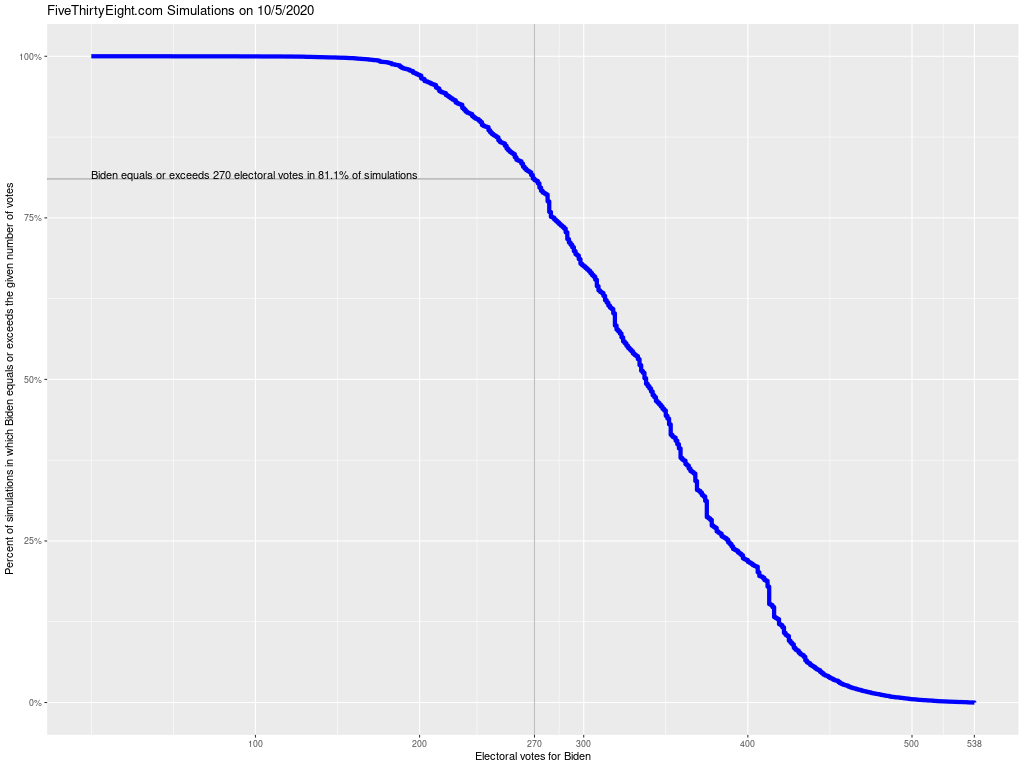 FiveThirtyEight.com Simulations on 10/5/2020
100%
Biden equals or exceeds 270 electoral votes in 81.1% of simulations
75%
50%
25%
0%
Percent of simulations in which Biden equals or exceeds the given number of votes
100 200 270 300 400 500 538
Electoral votes for Biden